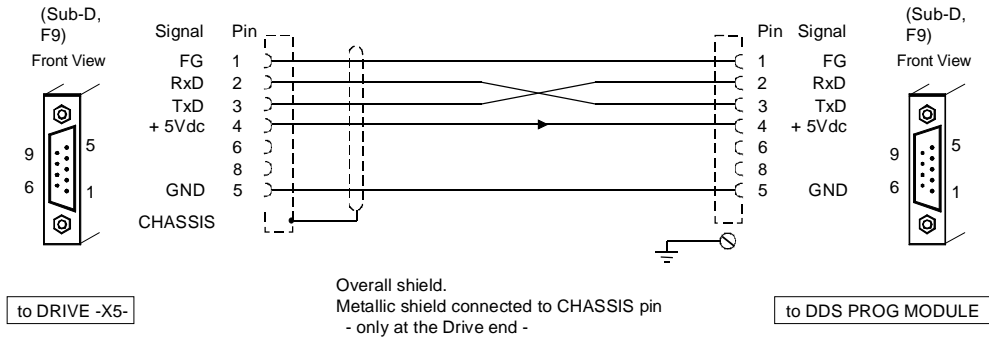 (Sub-D,
F9)
Front View
9
5
6
1
Signal Pin
FG 1
RxD 2
TxD 3
+ 5Vdc 4
6
8
GND 5
CHASSIS
Pin Signal
1 FG
2 RxD
3 TxD
4 + 5Vdc
6
8
5 GND
(Sub-D,
F9)
Front View
9
5
6
1
to DRIVE -X5-
Overall shield.
Metallic shield connected to CHASSIS pin
- only at the Drive end -
to DDS PROG MODULE